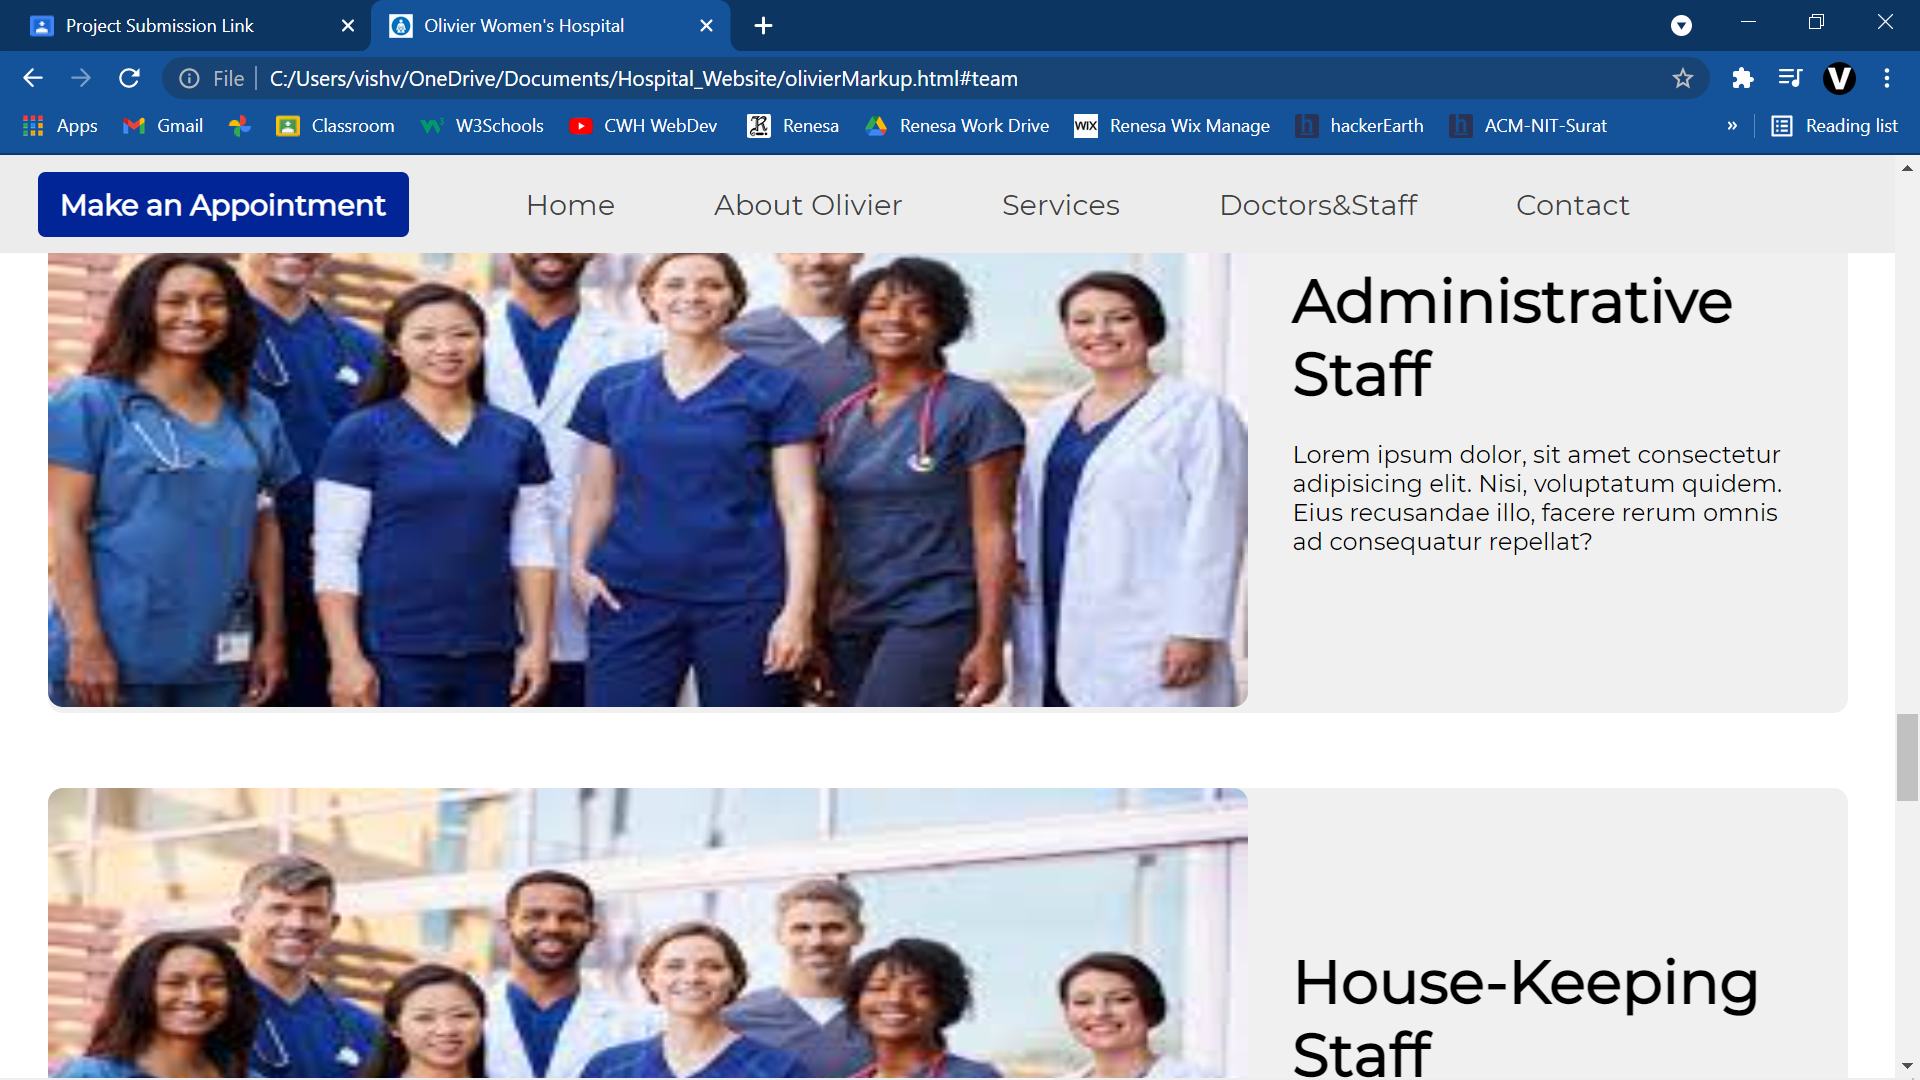 Project Submission Link
Olivier Women's Hospital
File
C:/Users/vishv/OneDrive/Documents/Hospital_Website/olivierMarkup.html#team
V
Apps
Gmail
Classroom
W3Schools
CWH WebDev
Renesa
Renesa Work Drive
WIX
Renesa Wix Manage
h
hackerEarth
h
ACM-NIT-Surat
»
Reading list
Make an Appointment
Home
About Olivier
Services
Doctors&Staff
Contact
Administrative
Staff
Lorem ipsum dolor, sit amet consectetur
adipisicing elit. Nisi, voluptatum quidem.
Eius recusandae illo, facere rerum omnis
ad consequatur repellat?
House-Keeping
Staff